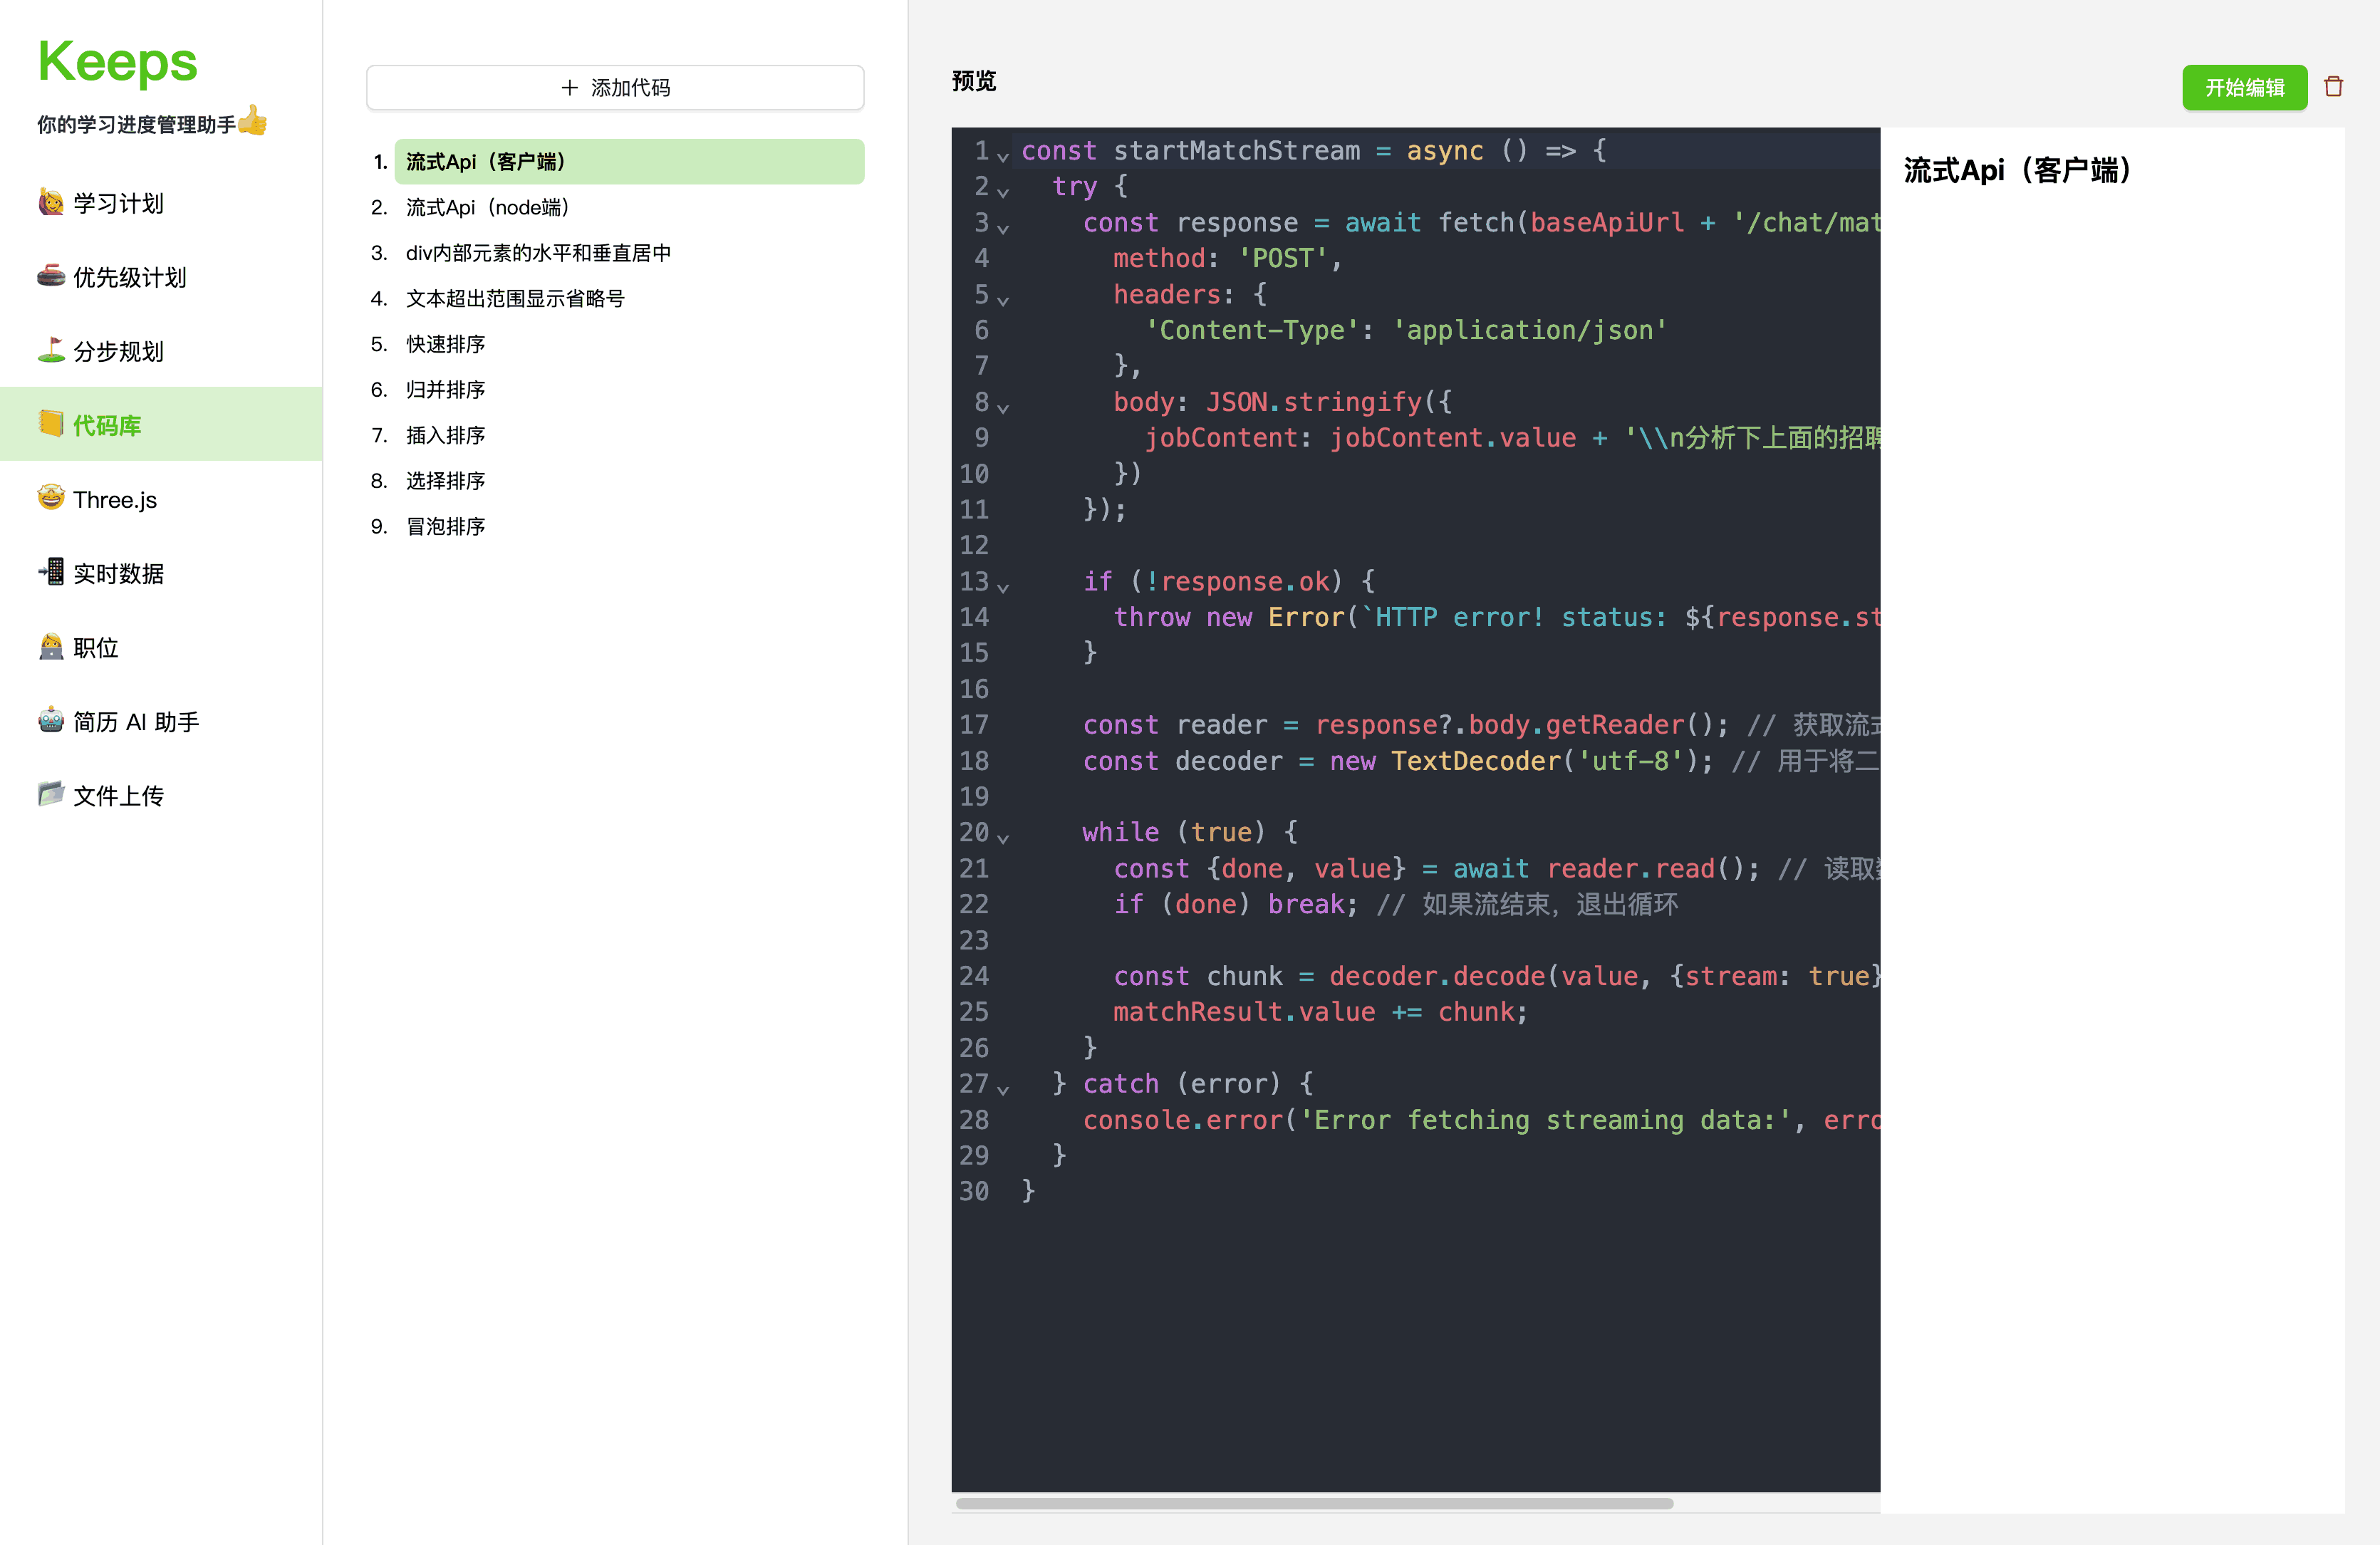 Keeps
你的学习进度管理助手
学习计划
优先级计划
分步规划
代码库
Three.js
实时数据
职位
简历 AI 助手
文件上传
添加代码
1. 流式Api（客户端）
2. 流式Api（node端）
3. div内部元素的水平和垂直居中
4. 文本超出范围显示省略号
5. 快速排序
6. 归并排序
7. 插入排序
8. 选择排序
9. 冒泡排序
预览
开始编辑
1 const startMatchStream = async () => {
2 try {
3 const response = await fetch(baseApiUrl + '/chat/mat
4 method: 'POST',
5 headers: {
6 'Content-Type': 'application/json'
7 },
8 body: JSON.stringify({
9 jobContent: jobContent.value + '\\n分析下上面的招聘
10 })
11 });
12
13 if (!response.ok) {
14 throw new Error(`HTTP error! status: ${response.st
15 }
16
17 const reader = response?.body.getReader(); // 获取流式
18 const decoder = new TextDecoder('utf-8'); // 用于将二
19
20 while (true) {
21 const {done, value} = await reader.read(); // 读取
22 if (done) break; // 如果流结束，退出循环
23
24 const chunk = decoder.decode(value, {stream: true}
25 matchResult.value += chunk;
26 }
27 } catch (error) {
28 console.error('Error fetching streaming data:', erro
29 }
30 }
流式Api（客户端）